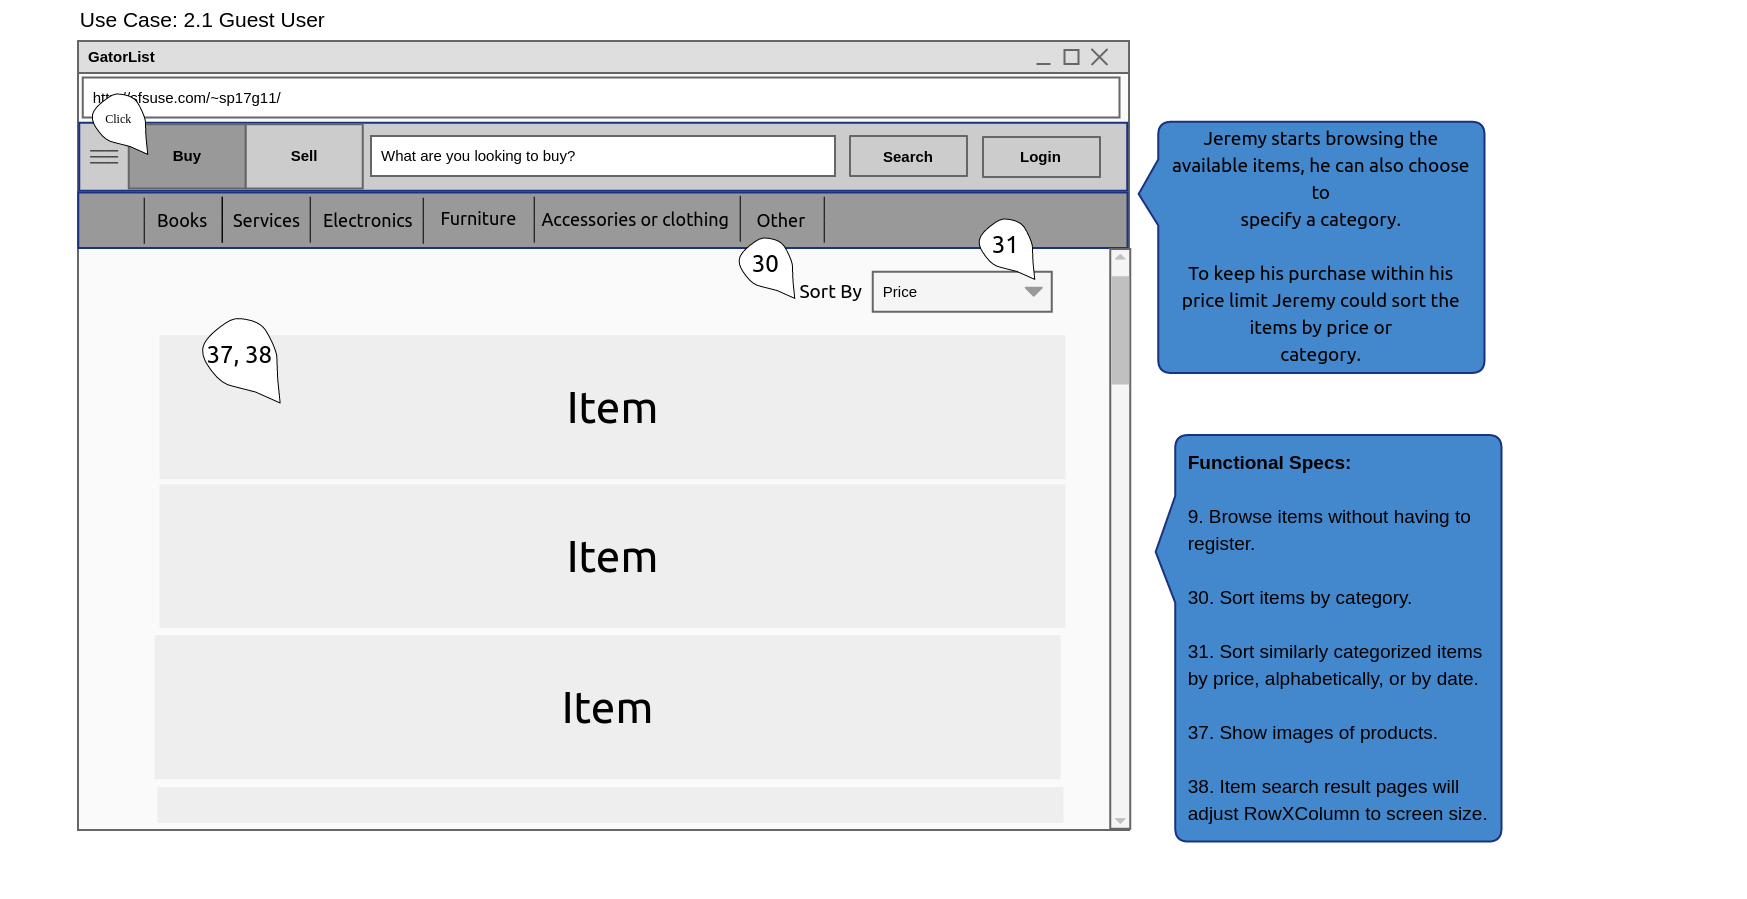 Use Case: 2.1 Guest User
GatorList
http://sfsuse.com/~sp17g11/
Click
Buy
Sell
What are you looking to buy?
Search
Login
Books
Services
Electronics
Furniture
Accessories or clothing
Other
30
31
Sort By
Price
37, 38
Item
Item
Item
Jeremy starts browsing the
available items, he can also choose
to
specify a category.
To keep his purchase within his
price limit Jeremy could sort the
items by price or
category.
Functional Specs:
9. Browse items without having to
register.
30. Sort items by category.
31. Sort similarly categorized items
by price, alphabetically, or by date.
37. Show images of products.
38. Item search result pages will
adjust RowXColumn to screen size.